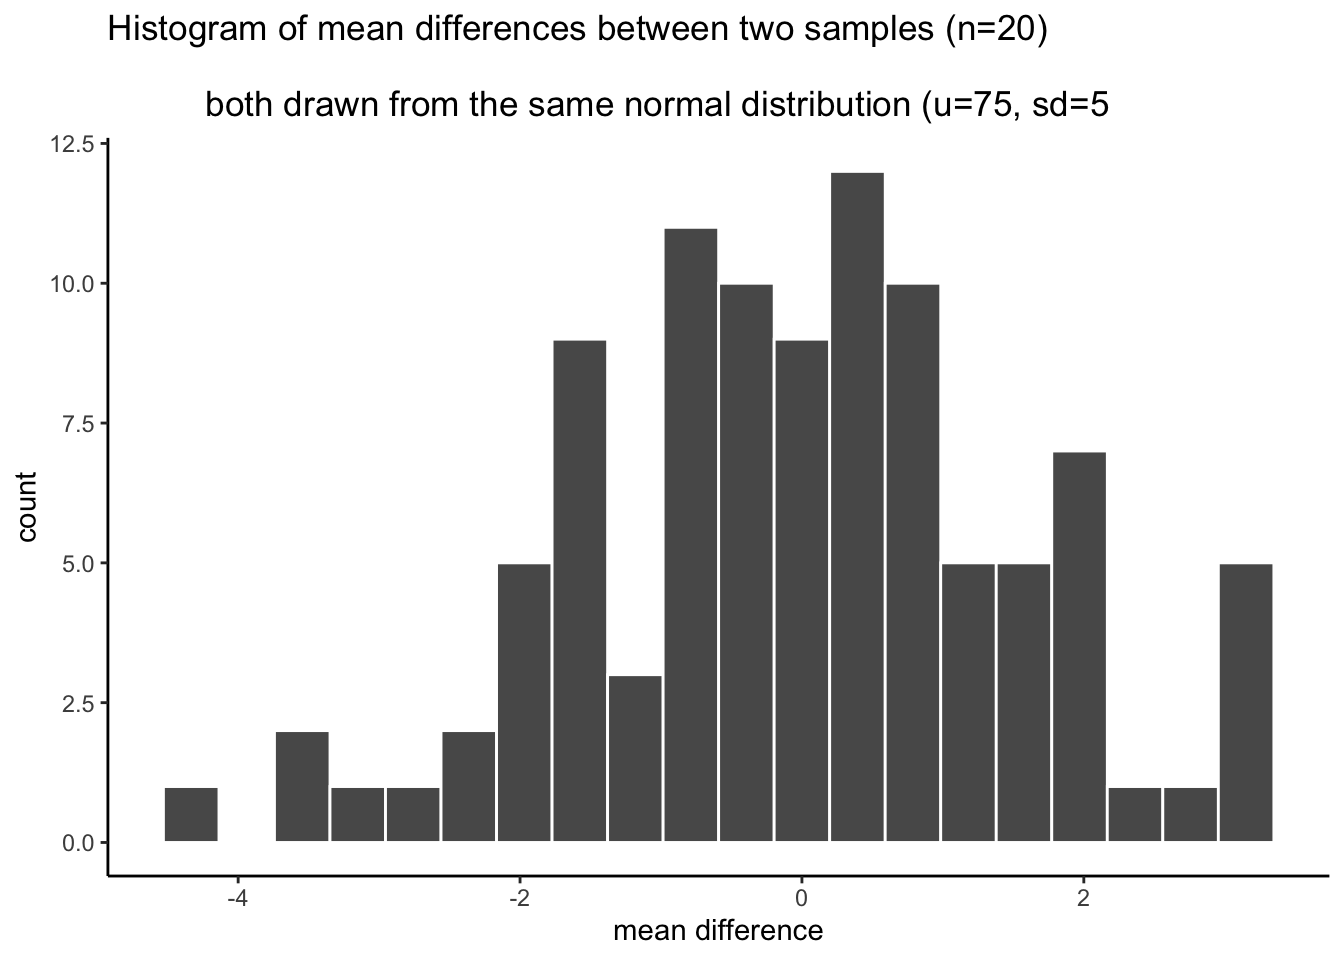 Histogram of mean differences between two samples (n=20)
both drawn from the same normal distribution (u=75, sd=5
12.5
10.0
7.5
5.0
2.5
0.0
count
-4
-2
0
2
mean difference